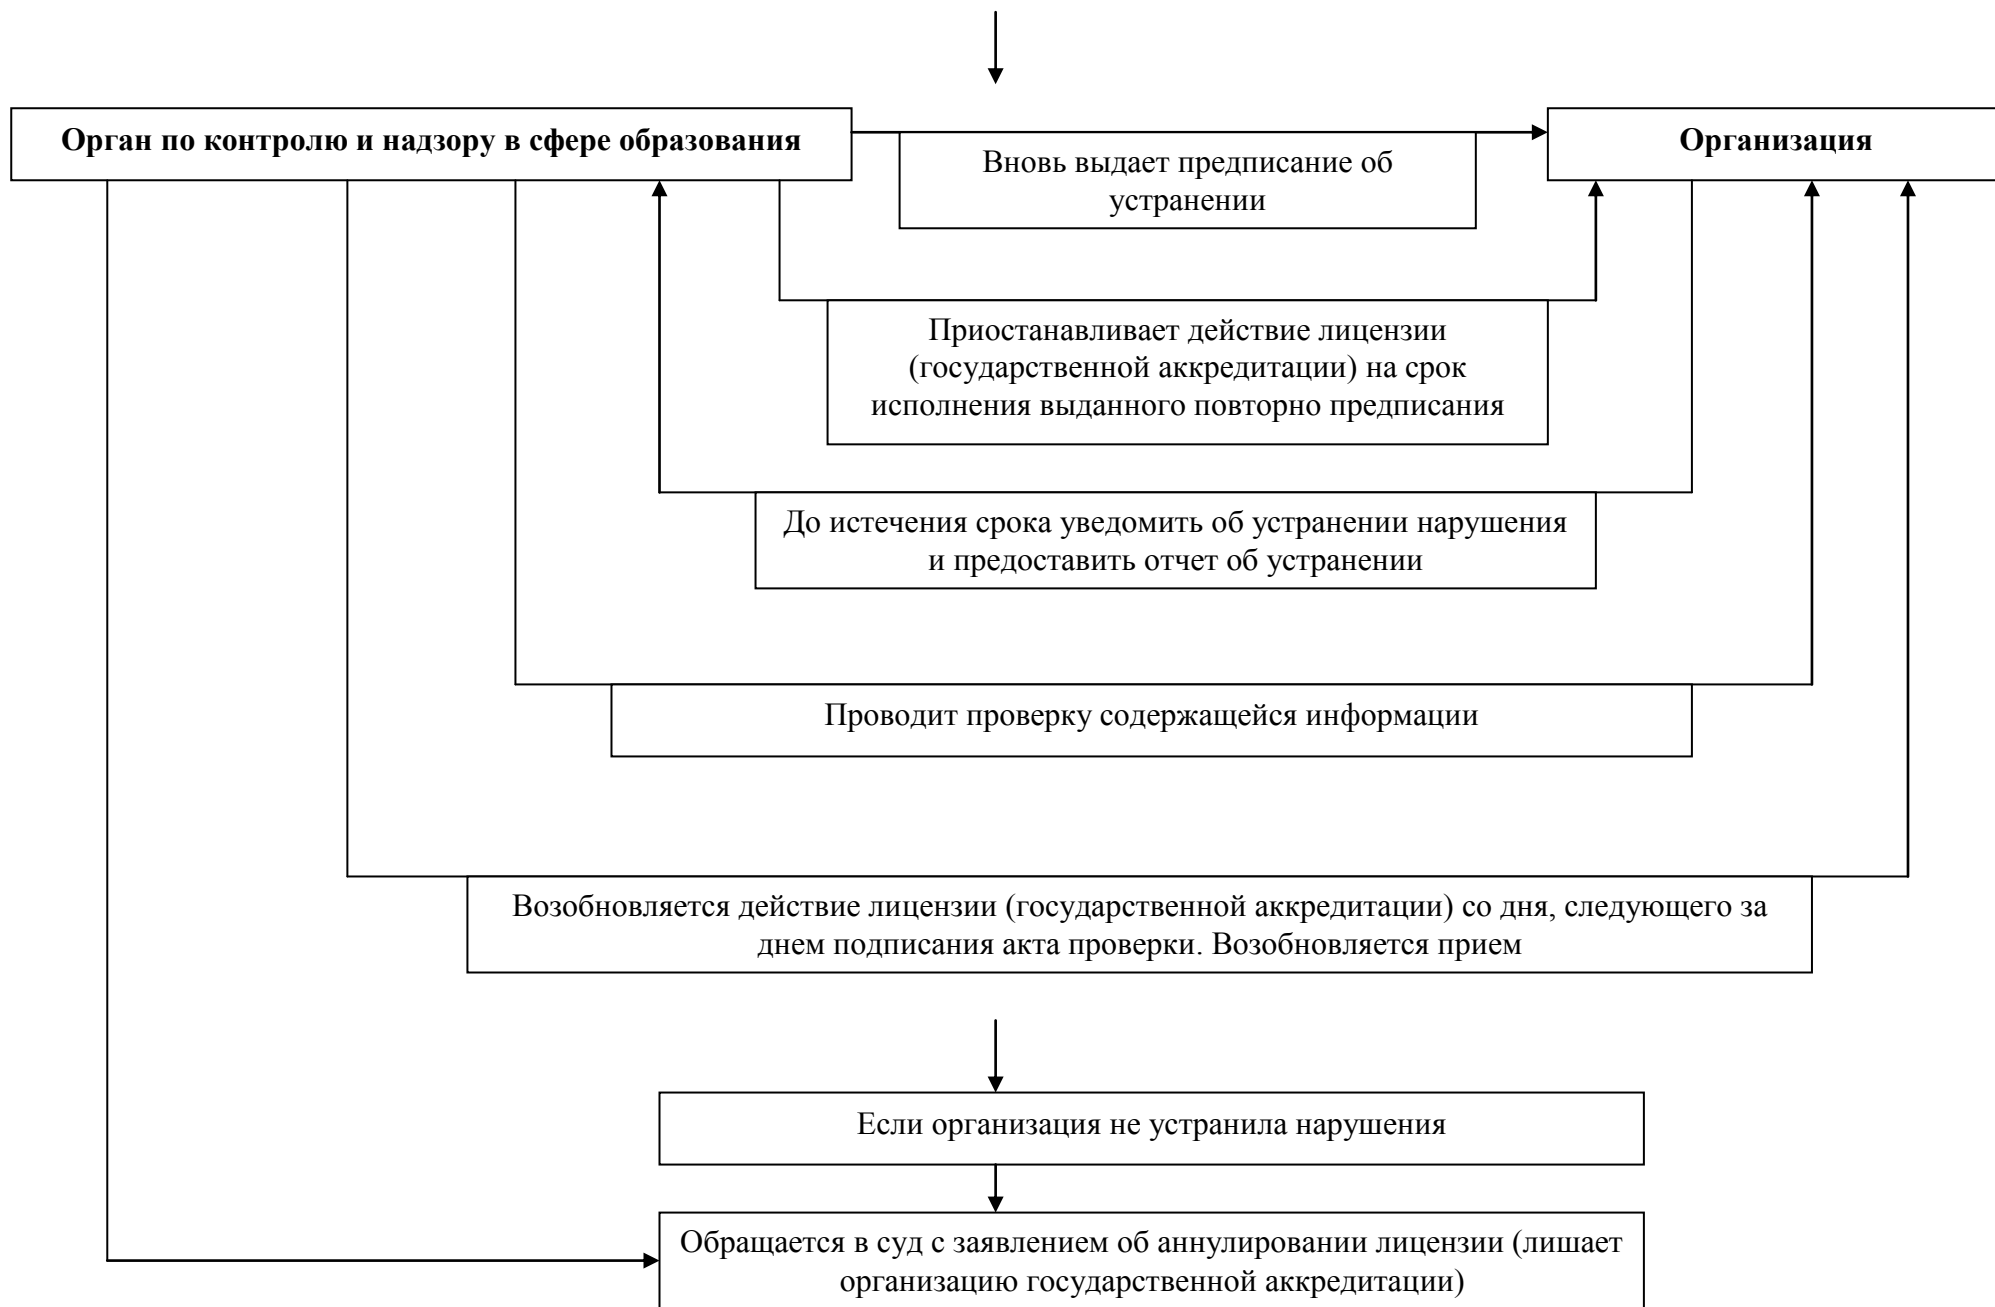 Орган по контролю и надзору в сфере образования
Организация
Вновь выдает предписание об
устранении
Приостанавливает действие лицензии
(государственной аккредитации) на срок
исполнения выданного повторно предписания
До истечения срока уведомить об устранении нарушения
и предоставить отчет об устранении
Проводит проверку содержащейся информации
Возобновляется действие лицензии (государственной аккредитации) со дня, следующего за
днем подписания акта проверки. Возобновляется прием
Если организация не устранила нарушения
Обращается в суд с заявлением об аннулировании лицензии (лишает
организацию государственной аккредитации)